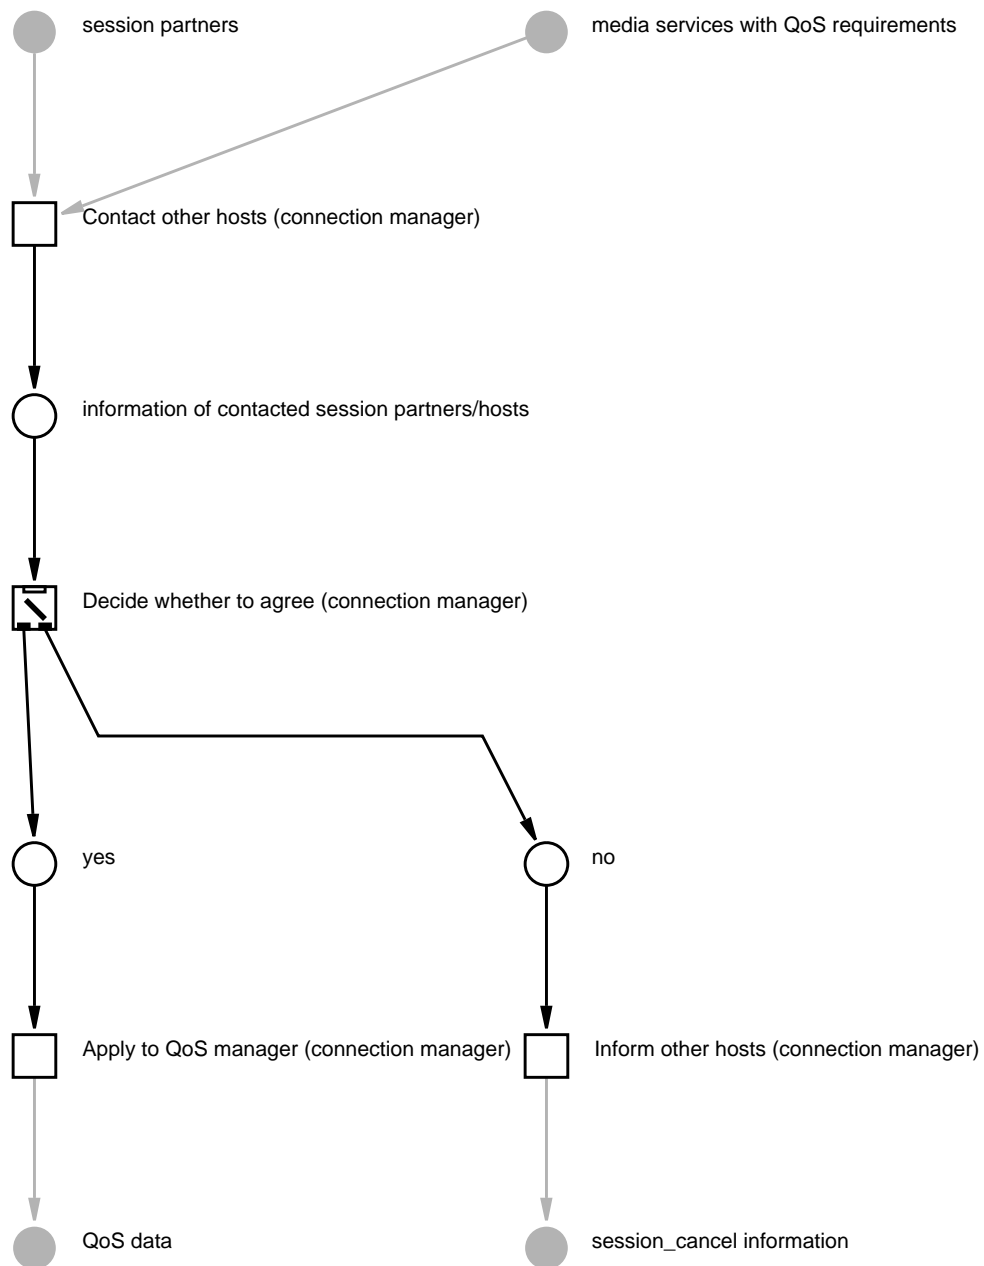 session partners
media services with QoS requirements
Contact other hosts (connection manager)
information of contacted session partners/hosts
Decide whether to agree (connection manager)
yes
no
Apply to QoS manager (connection manager)
Inform other hosts (connection manager)
QoS data
session_cancel information